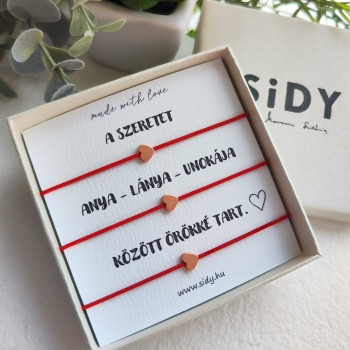 made with love
A SZERETET
ANYA - LÁNYA - UNOKÁJA
KÖZÖTT ÖRÖKKÉ TART.
www.sidy.hu
SiDY